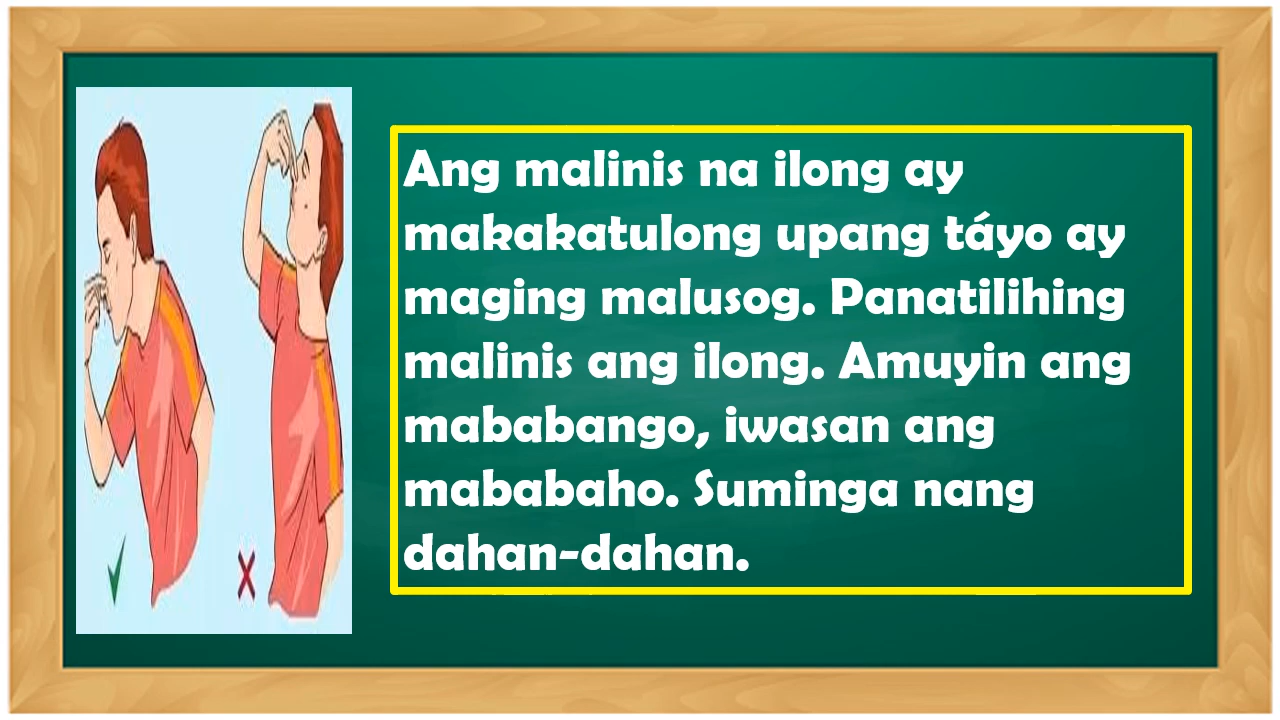 Ang malinis na ilong ay
makakatulong upang táyo ay
maging malusog. Panatilihing
malinis ang ilong. Amuyin ang
mababango, iwasan ang
mababaho. Suminga nang
dahan-dahan.